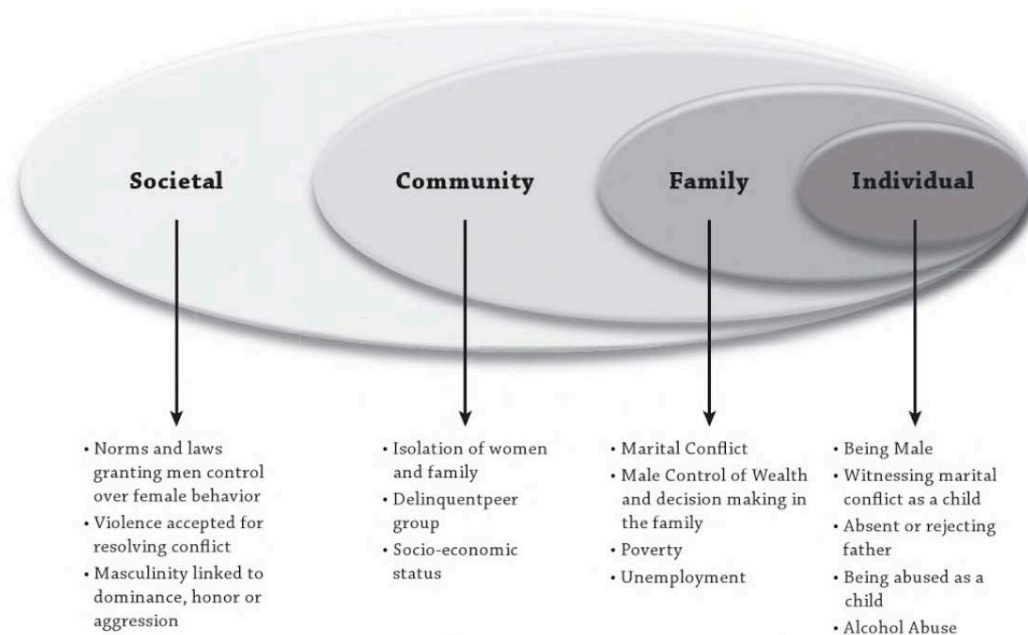 Societal
Community
Family
Individual
• Norms and laws
granting men control
over female behavior
• Violence accepted for
resolving conflict
• Masculinity linked to
dominance, honor or
aggression
• Isolation of women
and family
• Delinquentpeer
group
• Socio-economic
status
• Marital Conflict
• Male Control of Wealth
and decision making in
the family
• Poverty
• Unemployment
• Being Male
• Witnessing marital
conflict as a child
• Absent or rejecting
father
• Being abused as a
child
• Alcohol Abuse